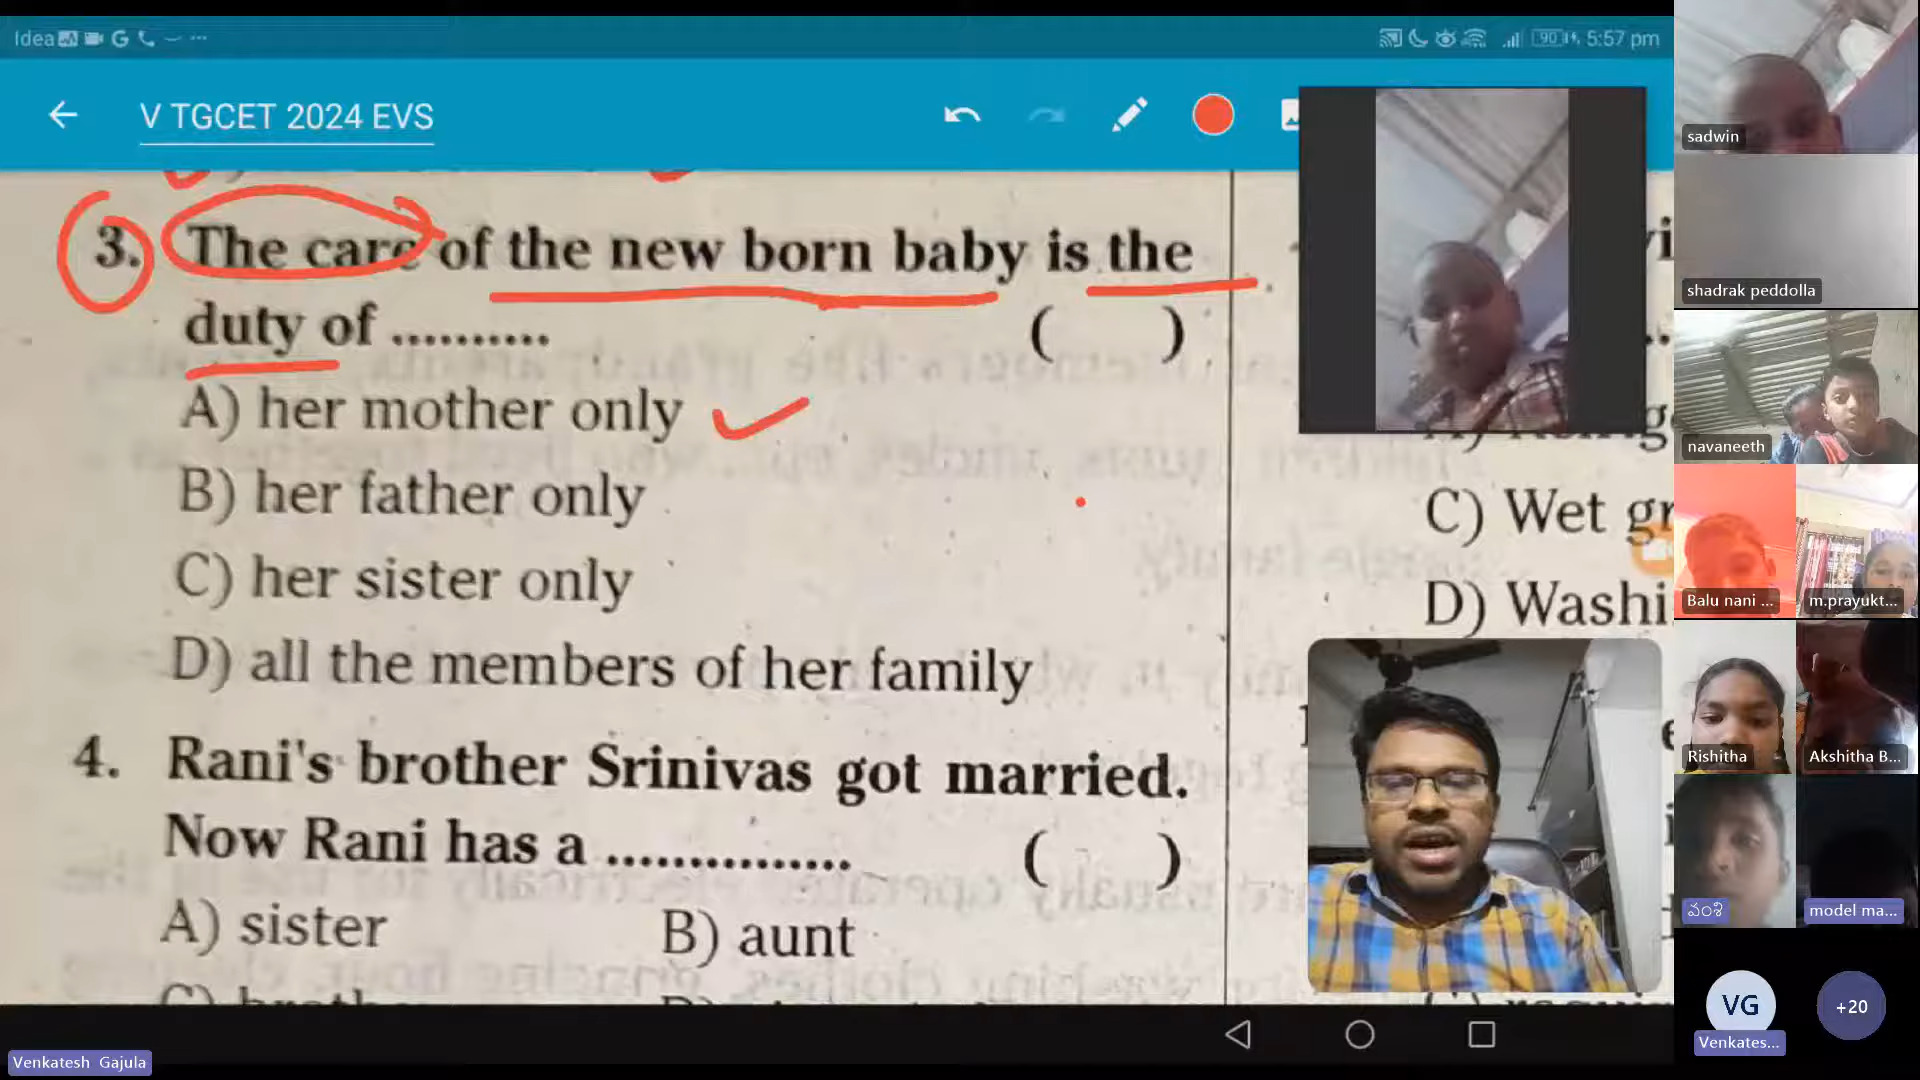 Idea
90 5:57 pm
V TGCET 2024 EVS
3. The care of the new born baby is the
duty of .......... ( )
A) her mother only
B) her father only
C) her sister only
D) all the members of her family
4. Rani's brother Srinivas got married.
Now Rani has a ............... ( )
A) sister B) aunt
C) Wet gr
D) Washi
sadwin
shadrak peddolla
navaneeth
Balu nani ...
m.prayukt...
Rishitha
Akshitha B...
వంశీ
model ma...
VG
+20
Venkates...
Venkatesh Gajula